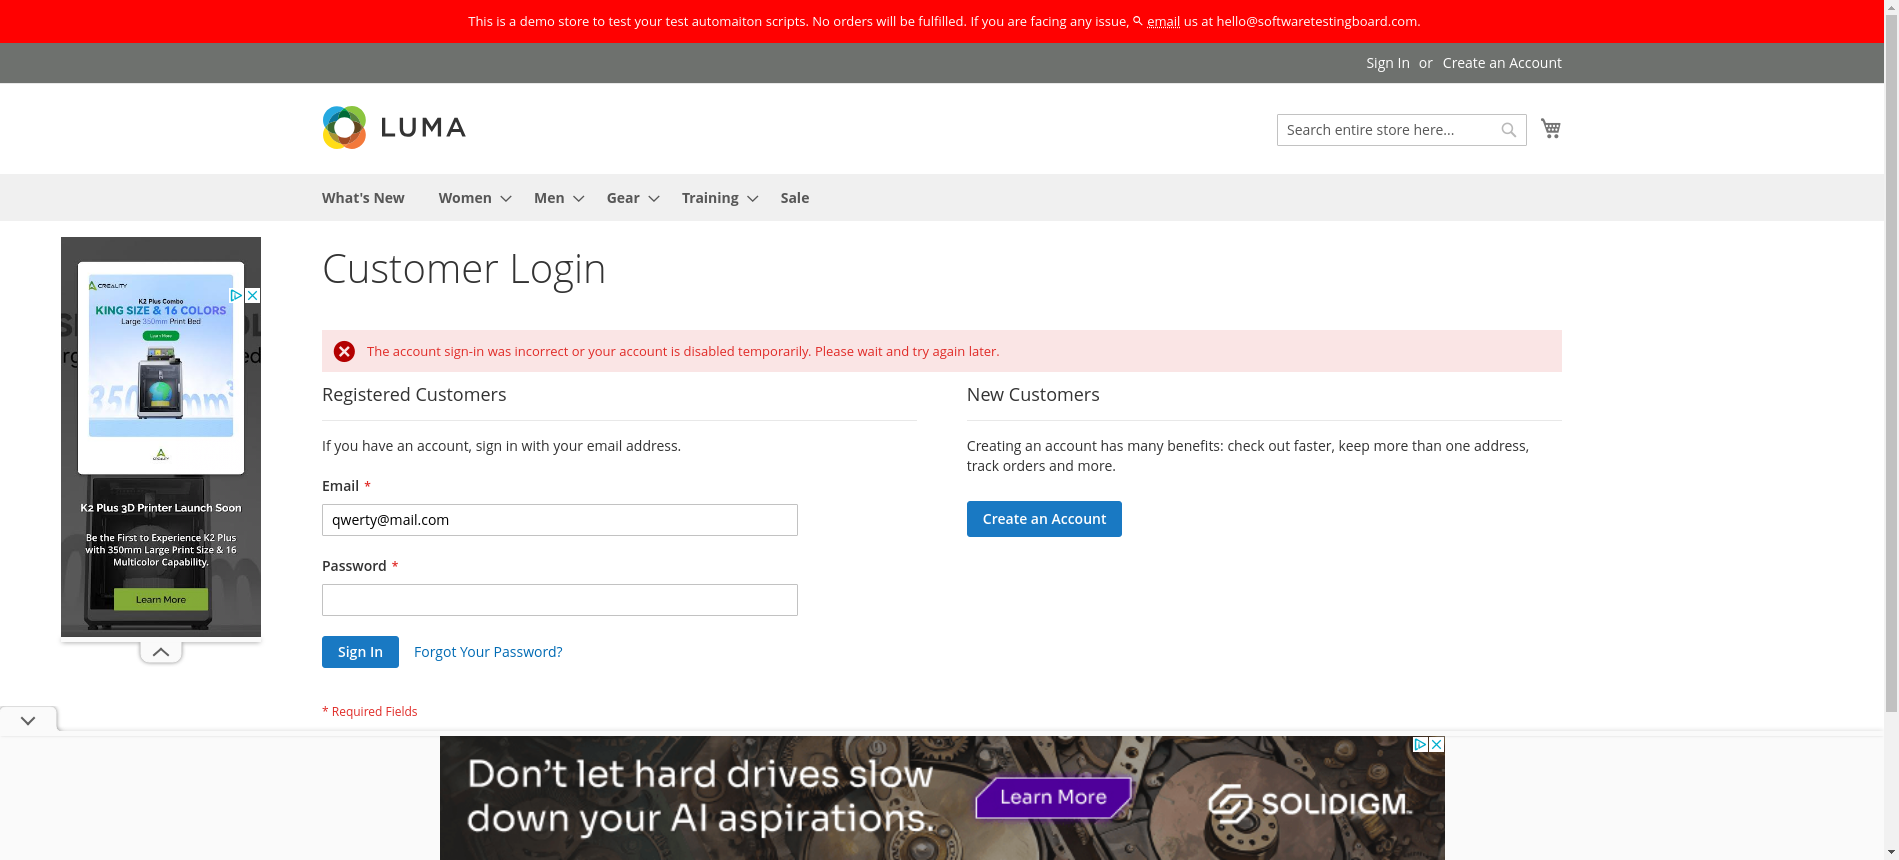 This is a demo store to test your test automaiton scripts. No orders will be fulfilled. If you are facing any issue, email us at hello@softwaretestingboard.com.
Sign In or Create an Account
LUMA
Search entire store here...
What's New Women Men Gear Training Sale
Customer Login
The account sign-in was incorrect or your account is disabled temporarily. Please wait and try again later.
Registered Customers
If you have an account, sign in with your email address.
Email *
qwerty@mail.com
Password *
Sign In Forgot Your Password?
* Required Fields
New Customers
Creating an account has many benefits: check out faster, keep more than one address,
track orders and more.
Create an Account
CREALITY
K2 Plus Combo
KING SIZE & 16 COLORS
Large 350mm Print Bed
Learn More
K2 Plus 3D Printer Launch Soon
Be the First to Experience K2 Plus
with 350mm Large Print Size & 16
Multicolor Capability.
Learn More
Don't let hard drives slow
down your AI aspirations.
Learn More
SOLIDIGM